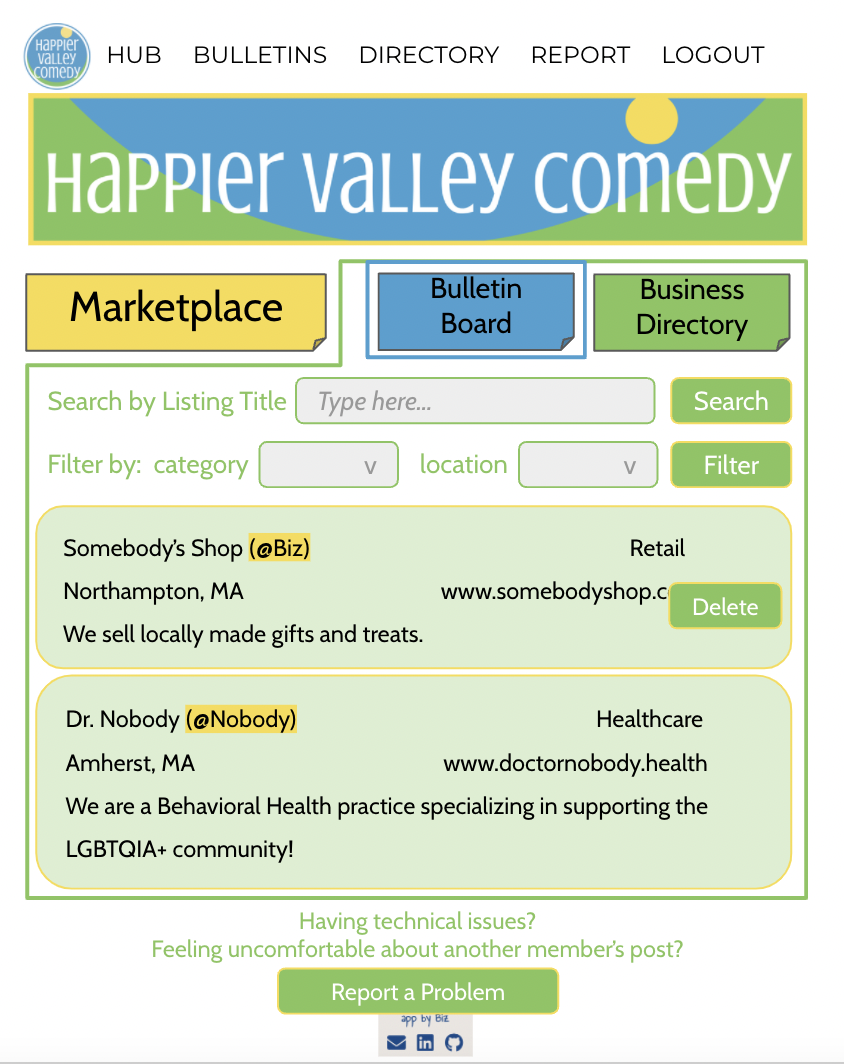 Happier
Valley
Comedy
HUB BULLETINS DIRECTORY REPORT LOGOUT
Happier Valley Comedy
Marketplace
Bulletin
Board
Business
Directory
Search by Listing Title Type here... Search
Filter by: category v location v Filter
Somebody's Shop (@Biz) Retail
Northampton, MA www.somebodyshop.c
Delete
We sell locally made gifts and treats.
Dr. Nobody (@Nobody) Healthcare
Amherst, MA www.doctornobody.health
We are a Behavioral Health practice specializing in supporting the
LGBTQIA+ community!
Having technical issues?
Feeling uncomfortable about another member's post?
Report a Problem
app by Biz
in